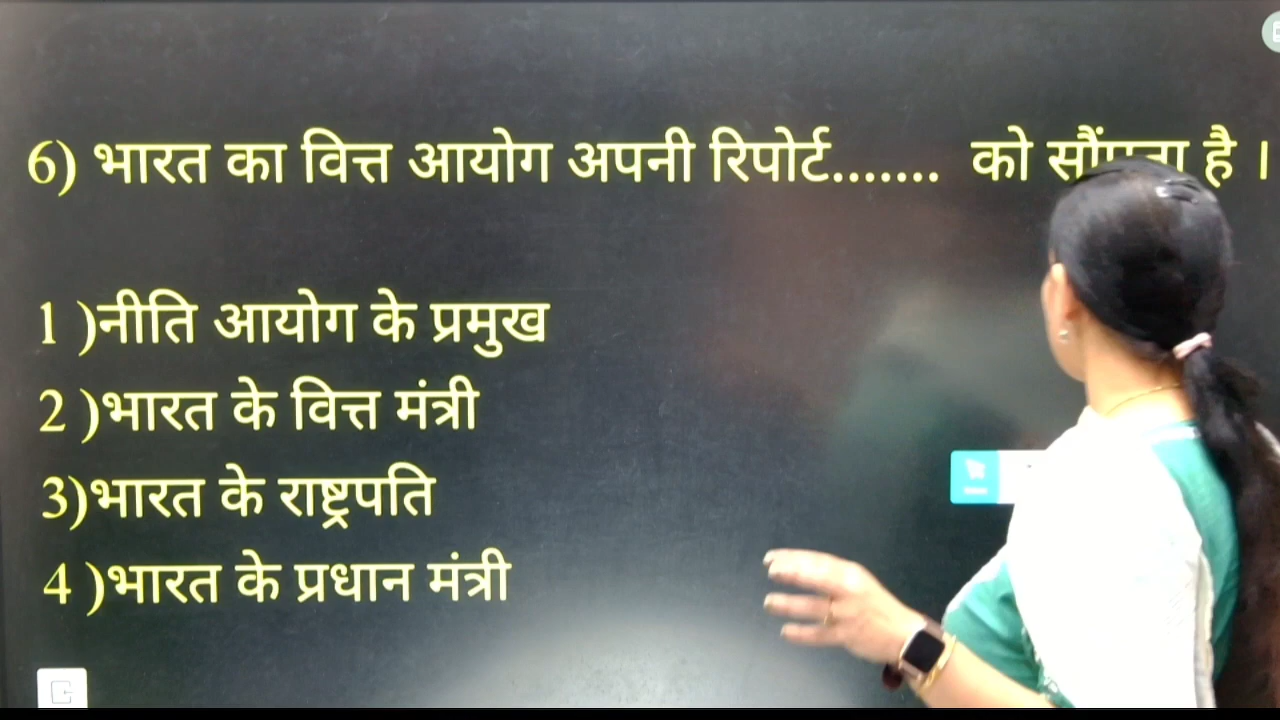 6) भारत का वित्त आयोग अपनी रिपोर्ट....... को है ।
1 )नीति आयोग के प्रमुख
2 )भारत के वित्त मंत्री
3)भारत के राष्ट्रपति
4 )भारत के प्रधान मंत्री